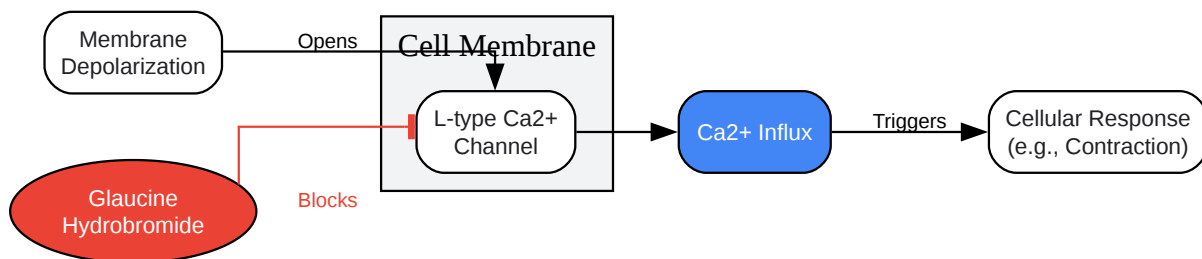 Membrane
Depolarization
Opens
Cell Membrane
L-type Ca2+
Channel
Ca2+ Influx
Triggers
Cellular Response
(e.g., Contraction)
Glaucine
Hydrobromide
Blocks